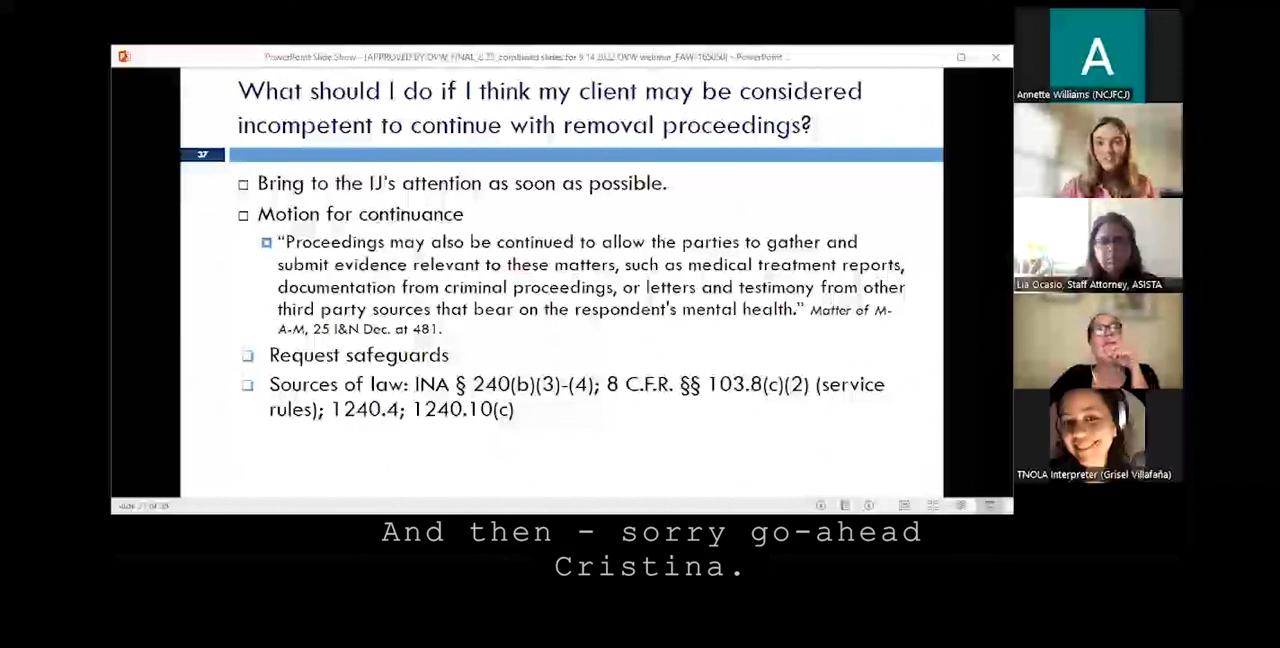 What should I do if I think my client may be considered
incompetent to continue with removal proceedings?
37
Bring to the IJ's attention as soon as possible.
Motion for continuance
"Proceedings may also be continued to allow the parties to gather and
submit evidence relevant to these matters, such as medical treatment reports,
documentation from criminal proceedings, or letters and testimony from other
third party sources that bear on the respondent's mental health." Matter of M-
A-M, 25 I&N Dec. at 481.
Request safeguards
Sources of law: INA § 240(b)(3)-(4); 8 C.F.R. §§ 103.8(c)(2) (service
rules); 1240.4; 1240.10(c)
A
Annette Williams (NCJFCJ)
Lia Ocasio, Staff Attorney, ASISTA
TNOLA Interpreter (Grisel Villafaña)
And then - sorry go-ahead
Cristina.